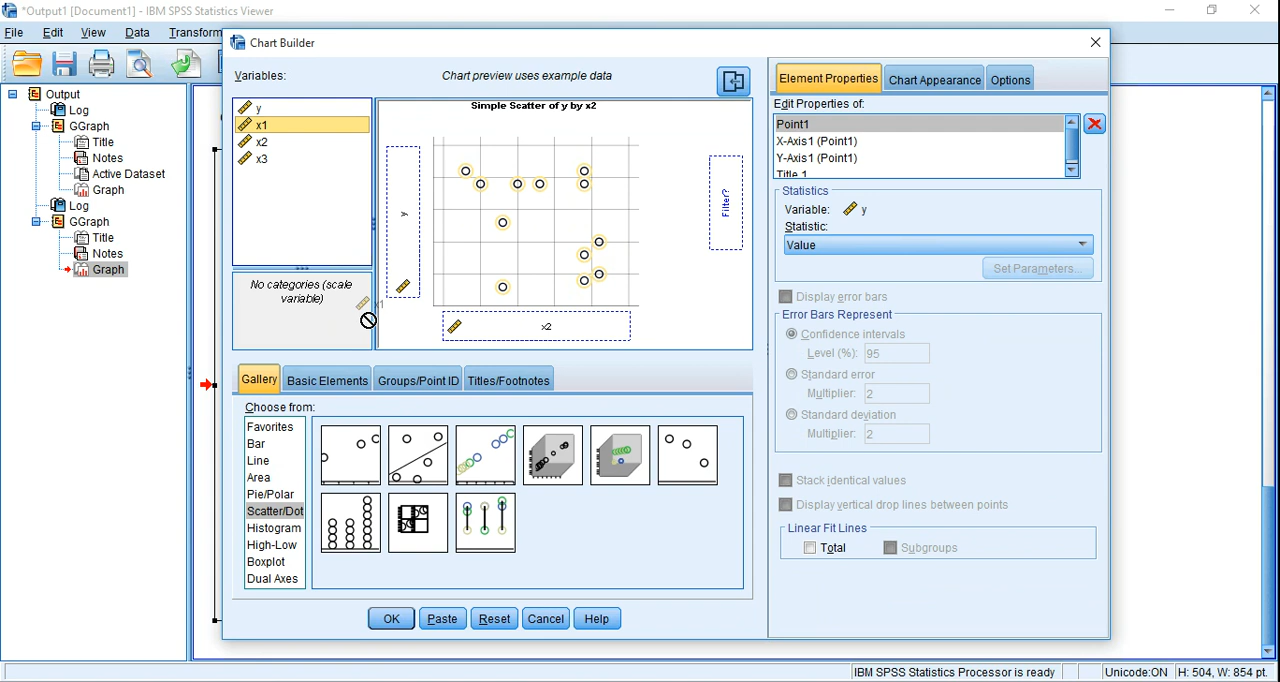 *Output1 [Document1] - IBM SPSS Statistics Viewer
File Edit View Data Transform
Output
Log
GGraph
Title
Notes
Active Dataset
Graph
Log
GGraph
Title
Notes
Graph
Chart Builder
Variables:
y
x1
x2
x3
No categories (scale
variable)
x1
Chart preview uses example data
Simple Scatter of y by x2
y
Filter?
x2
Gallery Basic Elements Groups/Point ID Titles/Footnotes
Choose from:
Favorites
Bar
Line
Area
Pie/Polar
Scatter/Dot
Histogram
High-Low
Boxplot
Dual Axes
OK Paste Reset Cancel Help
Element Properties Chart Appearance Options
Edit Properties of:
Point1
X-Axis1 (Point1)
Y-Axis1 (Point1)
Title 1
Statistics
Variable: y
Statistic:
Value
Set Parameters...
Display error bars
Error Bars Represent
Confidence intervals
Level (%): 95
Standard error
Multiplier: 2
Standard deviation
Multiplier: 2
Stack identical values
Display vertical drop lines between points
Linear Fit Lines
Total Subgroups
IBM SPSS Statistics Processor is ready Unicode:ON H: 504, W: 854 pt.